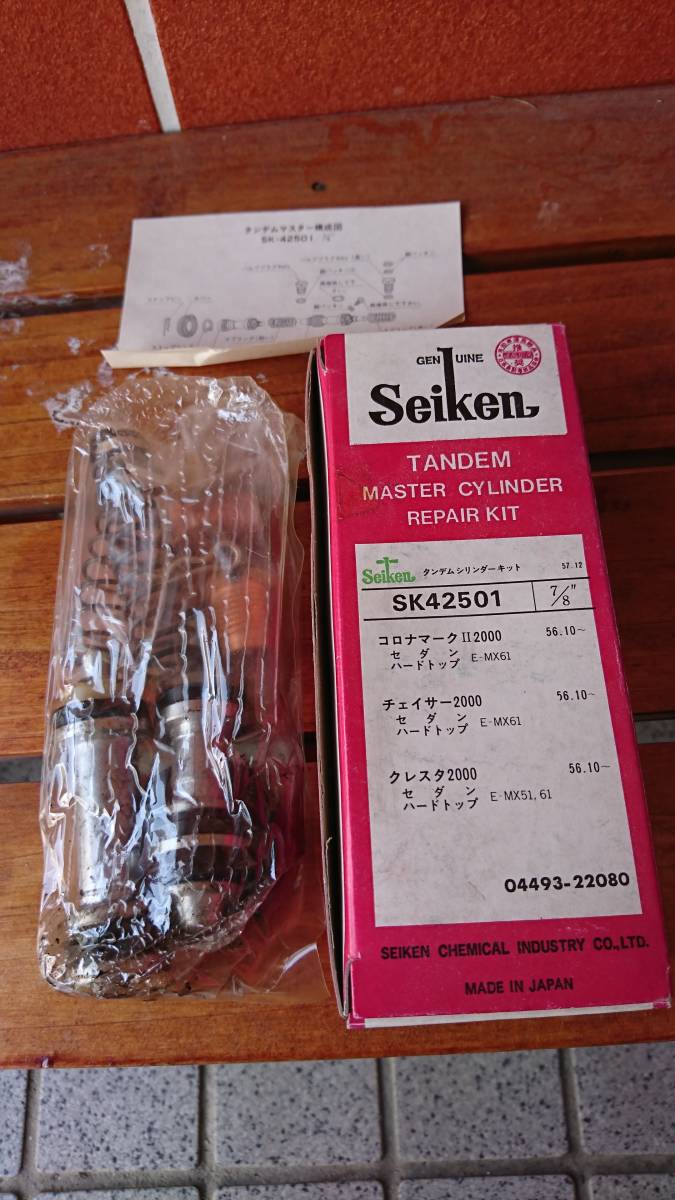 タンデムマスター構成図
SK-42501 7/8"
GENUINE
Seiken
TANDEM
MASTER CYLINDER
REPAIR KIT
Seiken タンデムシリンダーキット 57.12
SK42501 7/8"
コロナマークII2000 56.10~
セダン
ハードトップ E-MX61
チェイサー2000 56.10~
セダン
ハードトップ E-MX61
クレスタ2000 56.10~
セダン
ハードトップ E-MX51,61
04493-22080
SEIKEN CHEMICAL INDUSTRY CO.,LTD.
MADE IN JAPAN